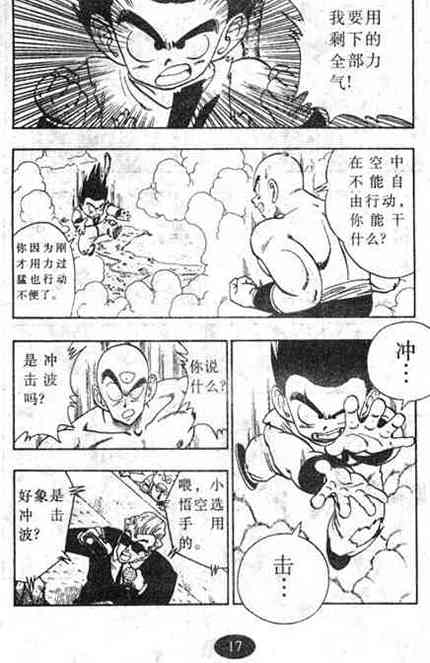 我要用
剩下的
全部力
气!
在空中
不能自
由行动,
你能干
什么?
你因为刚
才用力过
猛也行动
不便了。
冲…
击…
你说
什么?
是冲
击波
吗?
喂,小
悟空选
手用
的。
好象是
冲击
波?
17